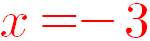 x = − 3